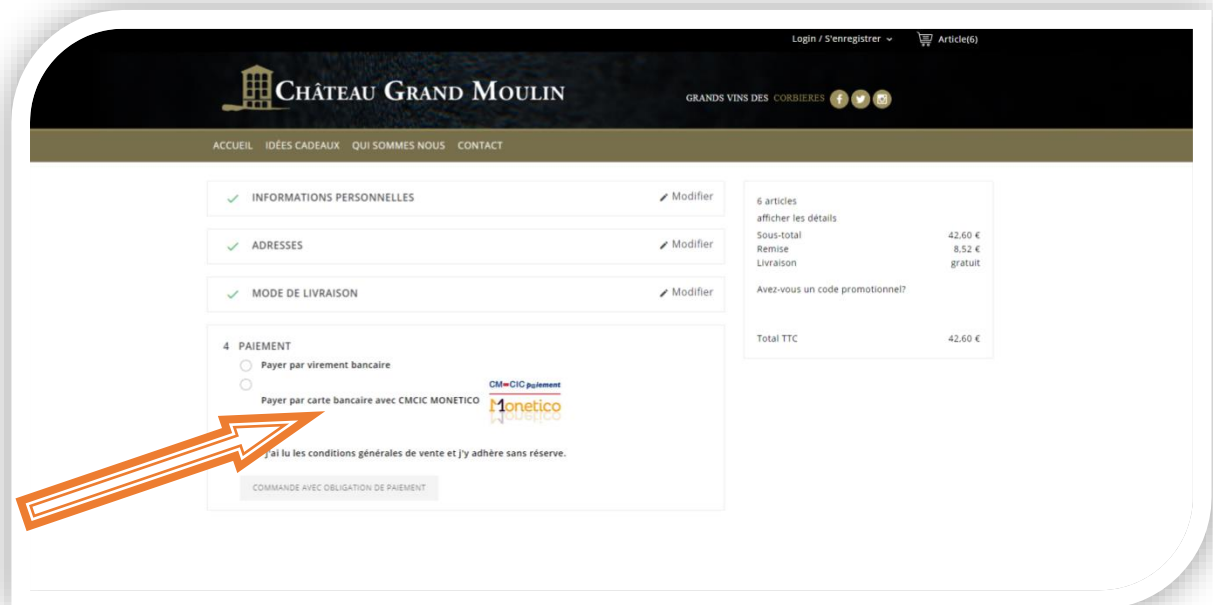 Login / S'enregistrer
Article(6)
CHÂTEAU GRAND MOULIN
GRANDS VINS DES CORBIERES
ACCUEIL IDÉES CADEAUX QUI SOMMES NOUS CONTACT
INFORMATIONS PERSONNELLES
Modifier
ADRESSES
Modifier
MODE DE LIVRAISON
Modifier
4 PAIEMENT
Payer par virement bancaire
CM-CIC paiement
Payer par carte bancaire avec CMCIC MONETICO
Monetico
j'ai lu les conditions générales de vente et j'y adhère sans réserve.
COMMANDE AVEC OBLIGATION DE PAIEMENT
6 articles
afficher les détails
Sous-total 42,60 €
Remise 8,52 €
Livraison gratuit
Avez-vous un code promotionnel?
Total TTC 42,60 €